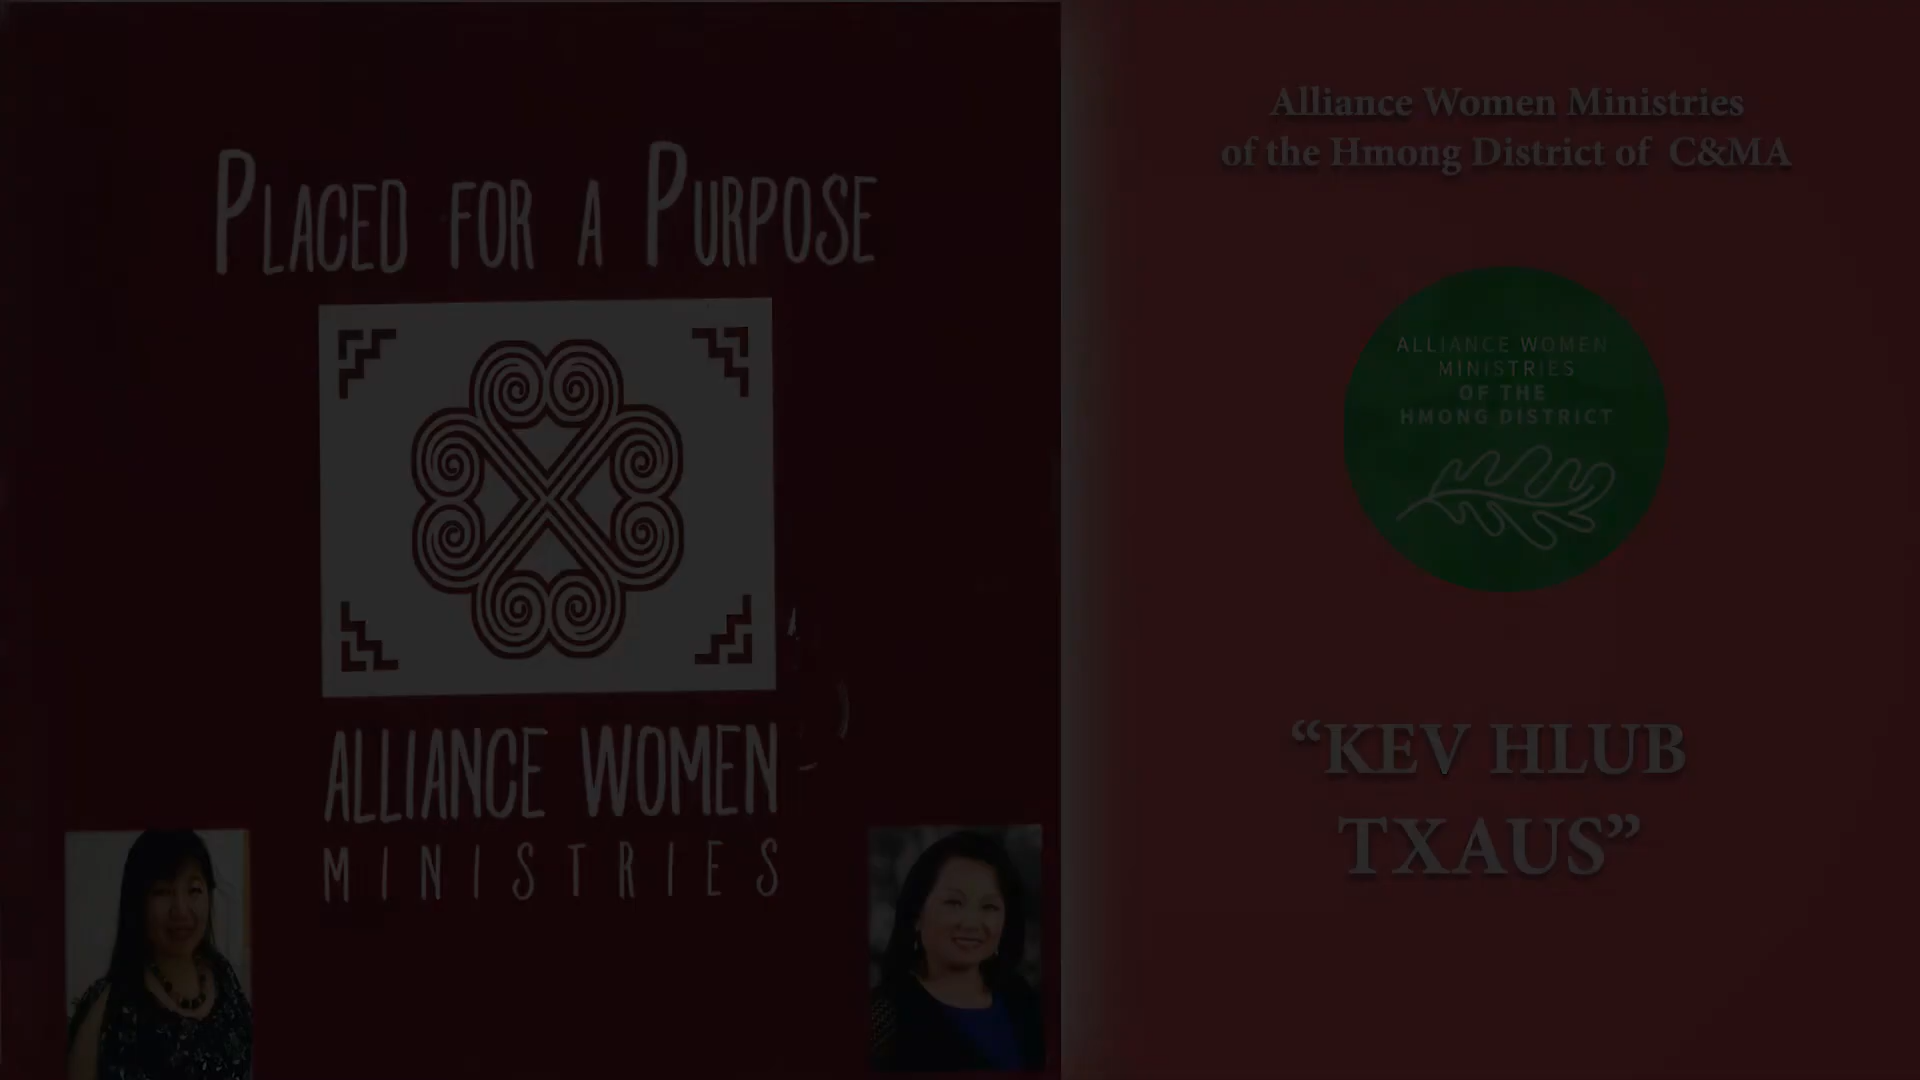 PLACED FOR A PURPOSE
ALLIANCE WOMEN
MINISTRIES
Alliance Women Ministries
of the Hmong District of C&MA
ALLIANCE WOMEN
MINISTRIES
OF THE
HMONG DISTRICT
“KEV HLUB
TXAUS”